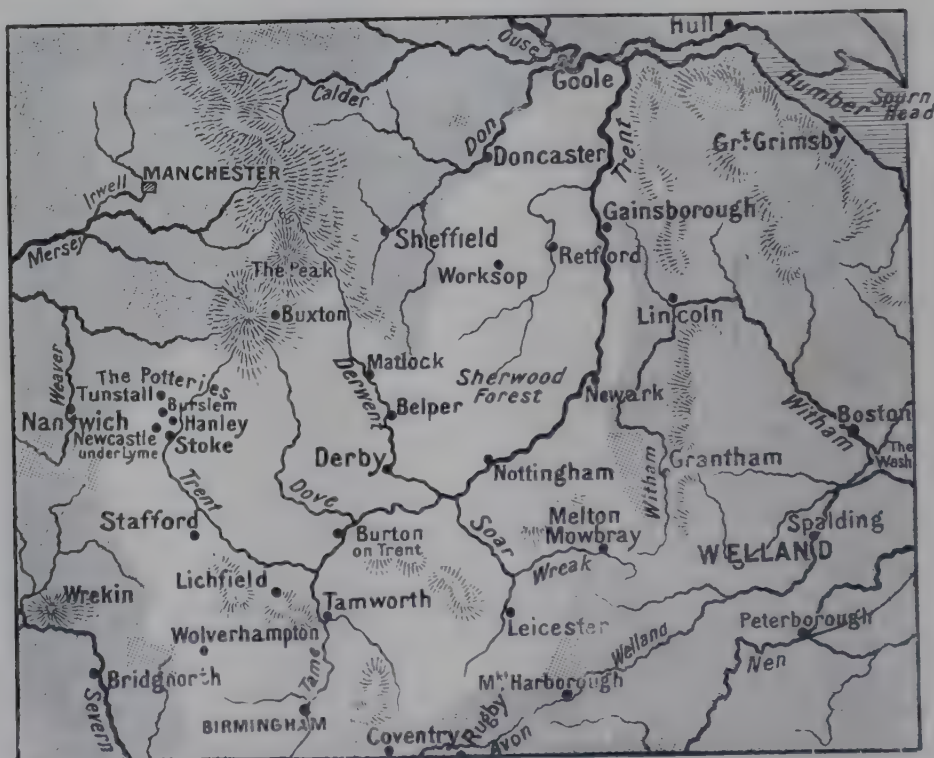 Hull
Ouse
Goole
Calder
Humber
Spurn
Head
Don
Trent
Doncaster
Gr.t Grimsby
Irwell
MANCHESTER
Gainsborough
Mersey
Sheffield
Retford
The Peak
Worksop
Buxton
Lincoln
Weaver
Matlock
Derwent
Sherwood
Forest
The Potteries
Tunstall
Burslem
Newark
Nantwich
Hanley
Belper
Witham
Boston
Newcastle
underLyme
Stoke
The
Wash
Derby
Nottingham
Grantham
Witham
Trent
Dove
Stafford
Soar
Melton
Mowbray
Spalding
Burton
on Trent
WELLAND
Wreak
Wrekin
Lichfield
Tamworth
Leicester
Peterborough
Wolverhampton
Welland
Nen
Bridgnorth
Tame
Mkt Harborough
Severn
BIRMINGHAM
Rugby
Coventry
Avon